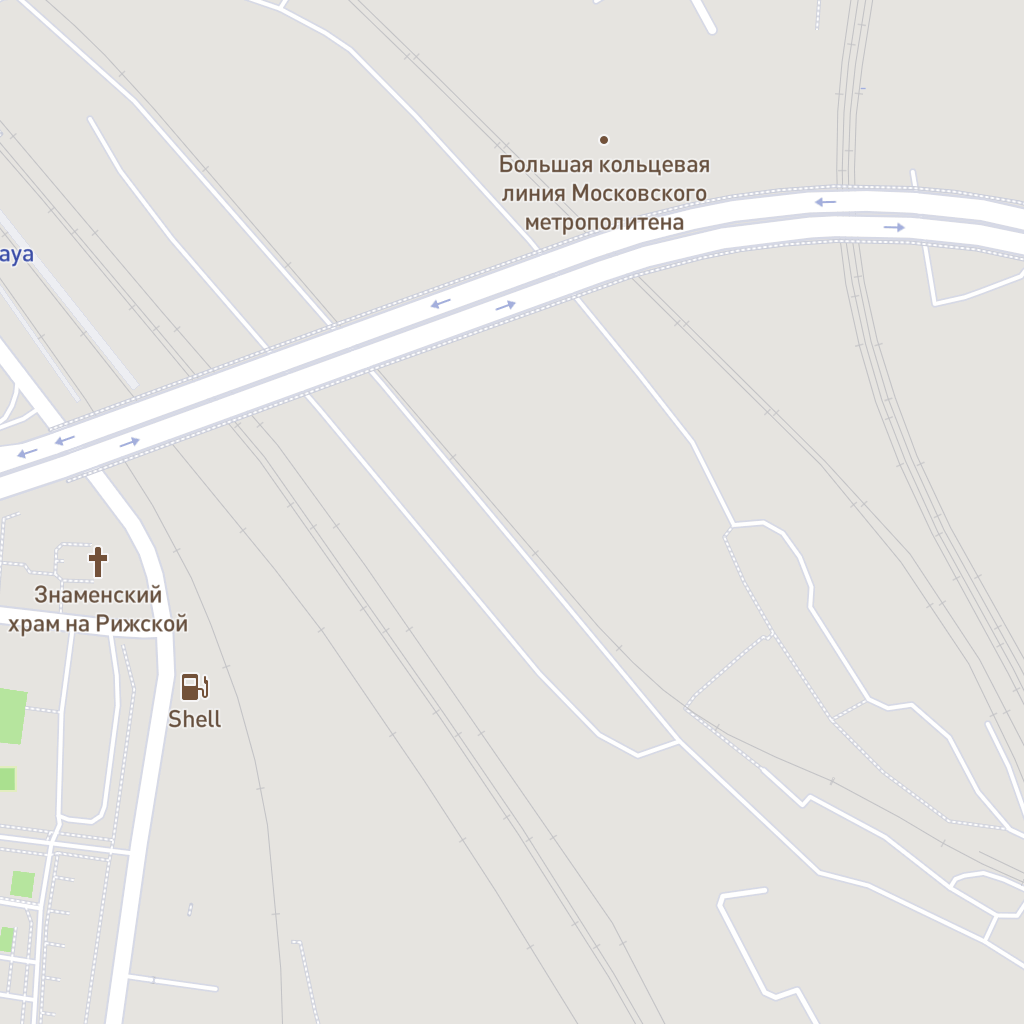 Большая кольцевая
линия Московского
метрополитена
aya
Знаменский
храм на Рижской
Shell